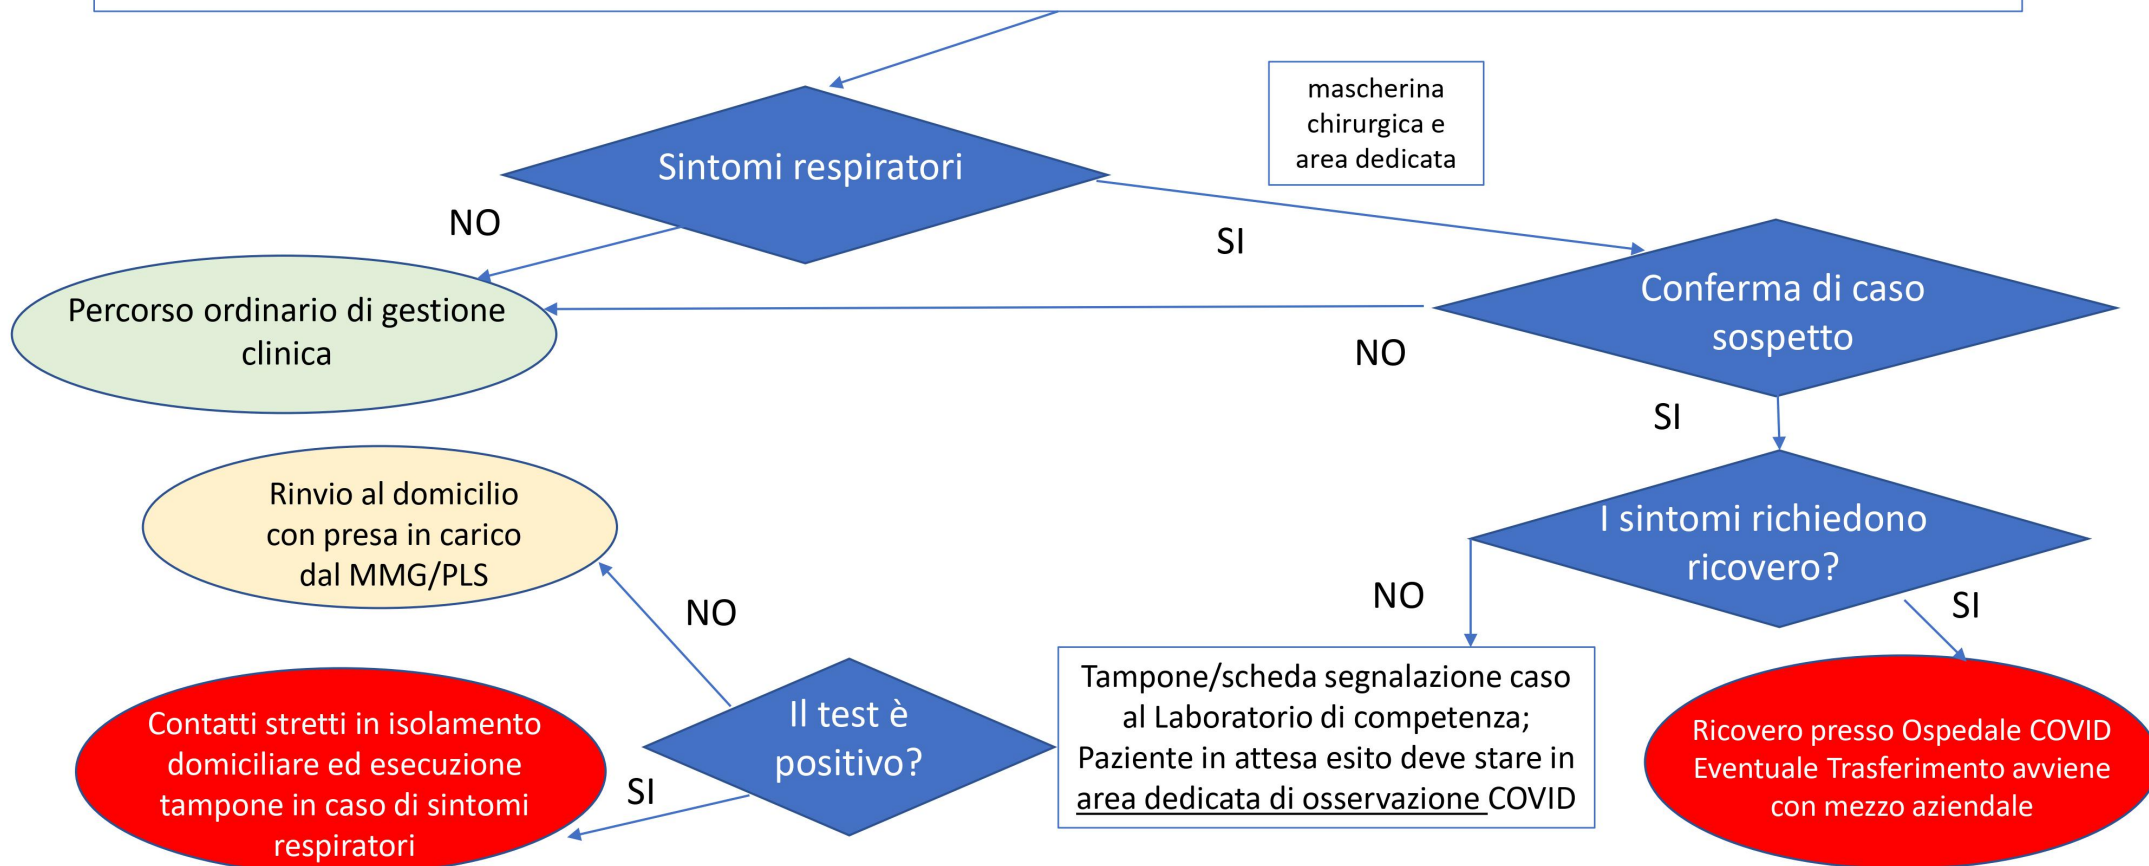 mascherina
chirurgica e
area dedicata
Sintomi respiratori
NO
SI
Percorso ordinario di gestione
clinica
Conferma di caso
sospetto
NO
SI
Rinvio al domicilio
con presa in carico
dal MMG/PLS
I sintomi richiedono
ricovero?
NO
SI
NO
Tampone/scheda segnalazione caso
al Laboratorio di competenza;
Paziente in attesa esito deve stare in
area dedicata di osservazione COVID
Il test è
positivo?
SI
Contatti stretti in isolamento
domiciliare ed esecuzione
tampone in caso di sintomi
respiratori
Ricovero presso Ospedale COVID
Eventuale Trasferimento avviene
con mezzo aziendale